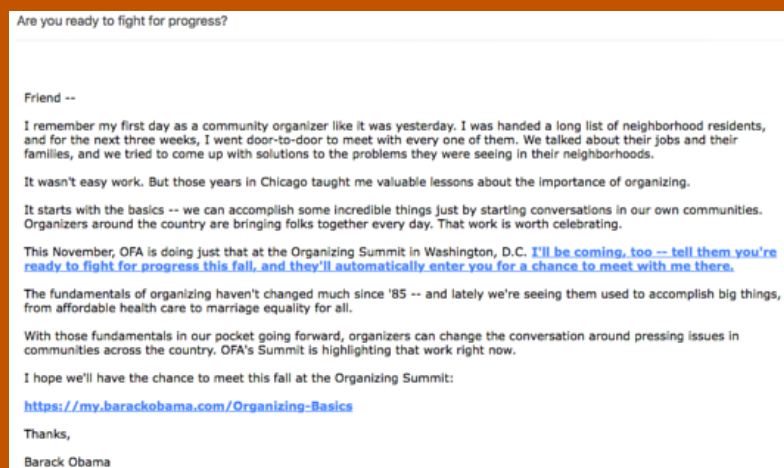 Are you ready to fight for progress?
Friend --
I remember my first day as a community organizer like it was yesterday. I was handed a long list of neighborhood residents,
and for the next three weeks, I went door-to-door to meet with every one of them. We talked about their jobs and their
families, and we tried to come up with solutions to the problems they were seeing in their neighborhoods.
It wasn't easy work. But those years in Chicago taught me valuable lessons about the importance of organizing.
It starts with the basics -- we can accomplish some incredible things just by starting conversations in our own communities.
Organizers around the country are bringing folks together every day. That work is worth celebrating.
This November, OFA is doing just that at the Organizing Summit in Washington, D.C. I'll be coming, too -- tell them you're
ready to fight for progress this fall, and they'll automatically enter you for a chance to meet with me there.
The fundamentals of organizing haven't changed much since '85 -- and lately we're seeing them used to accomplish big things,
from affordable health care to marriage equality for all.
With those fundamentals in our pocket going forward, organizers can change the conversation around pressing issues in
communities across the country. OFA's Summit is highlighting that work right now.
I hope we'll have the chance to meet this fall at the Organizing Summit:
https://my.barackobama.com/Organizing-Basics
Thanks,
Barack Obama